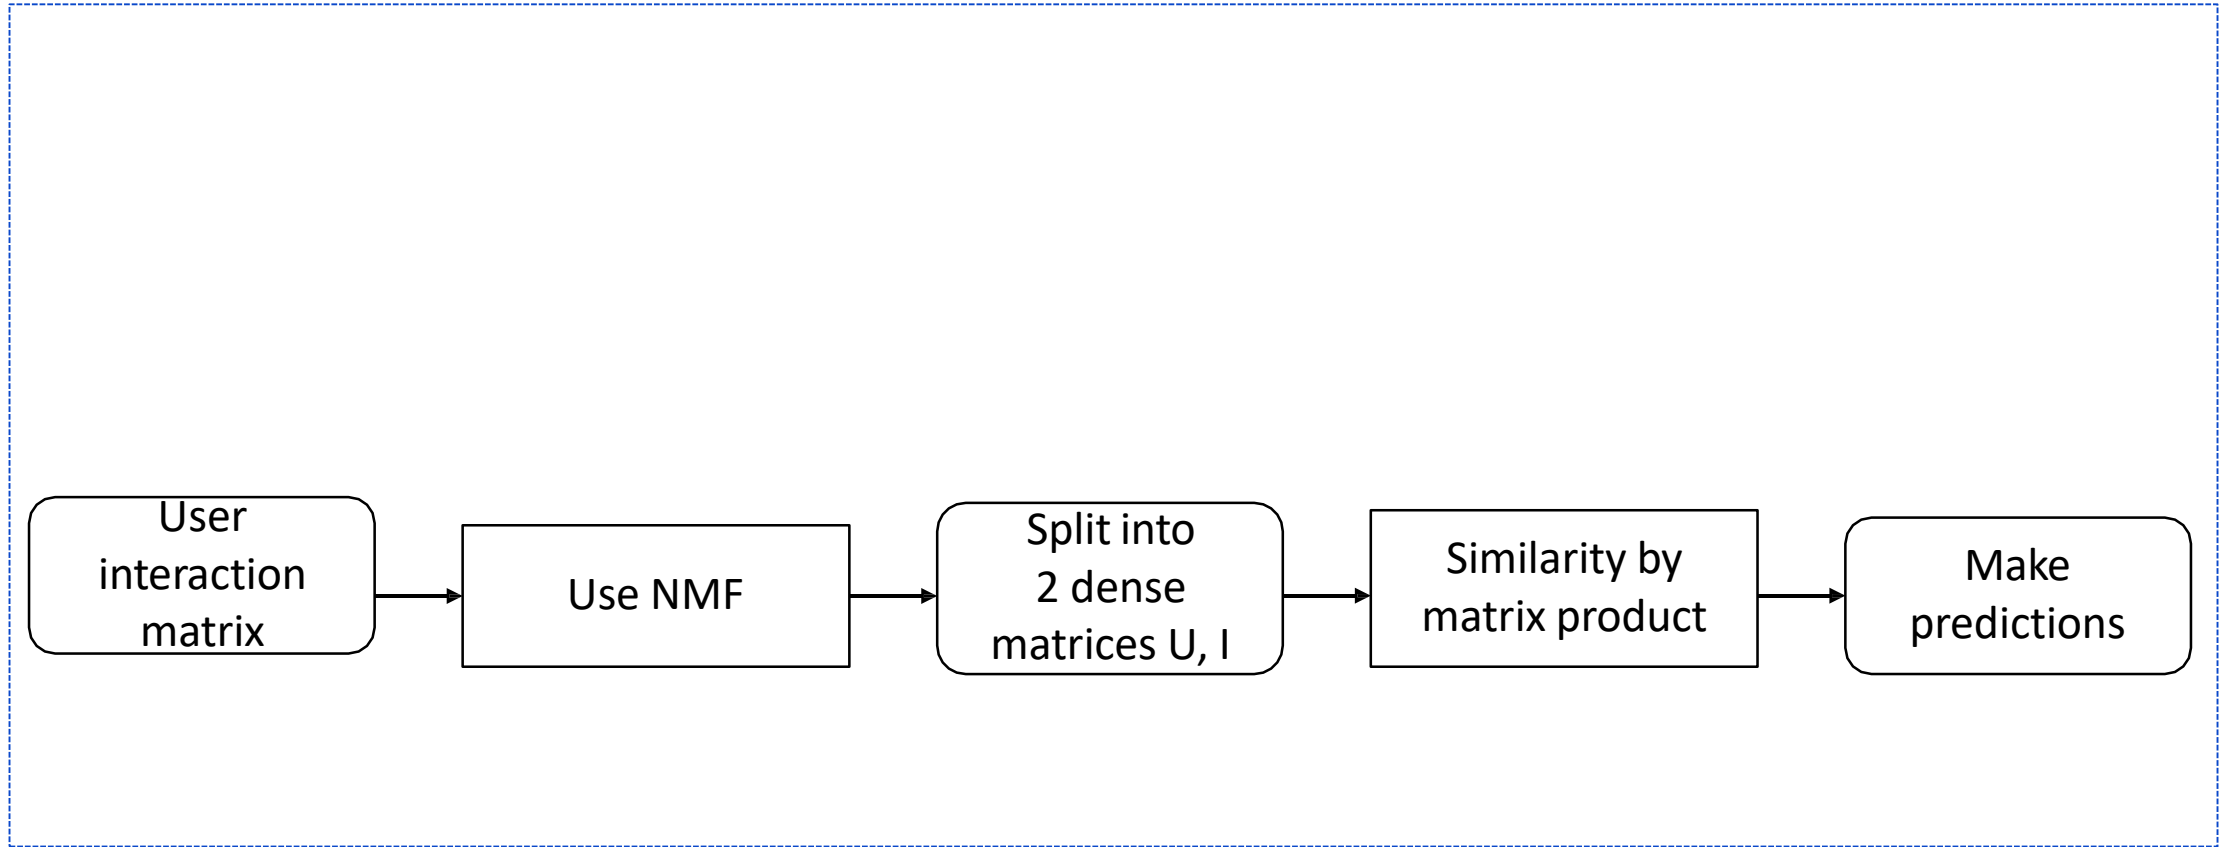 User
interaction
matrix
Use NMF
Split into
2 dense
matrices U, I
Similarity by
matrix product
Make
predictions